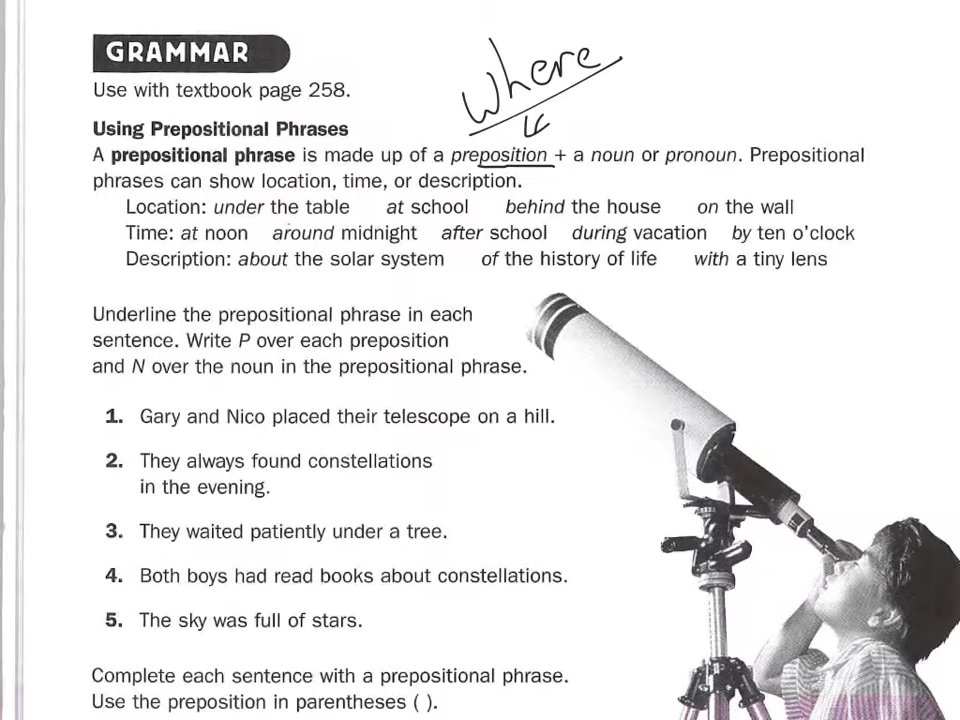 GRAMMAR
Use with textbook page 258.
where
Using Prepositional Phrases
A prepositional phrase is made up of a preposition + a noun or pronoun. Prepositional
phrases can show location, time, or description.
Location: under the table at school behind the house on the wall
Time: at noon around midnight after school during vacation by ten o'clock
Description: about the solar system of the history of life with a tiny lens
Underline the prepositional phrase in each
sentence. Write P over each preposition
and N over the noun in the prepositional phrase.
1. Gary and Nico placed their telescope on a hill.
2. They always found constellations
in the evening.
3. They waited patiently under a tree.
4. Both boys had read books about constellations.
5. The sky was full of stars.
Complete each sentence with a prepositional phrase.
Use the preposition in parentheses ( ).